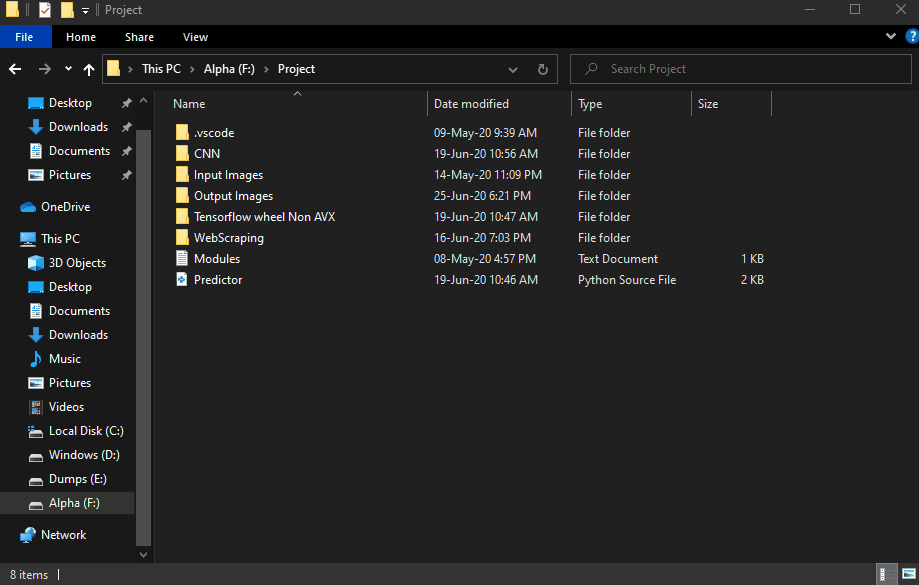 Project
File Home Share View
This PC Alpha (F:) Project
Search Project
Desktop
Downloads
Documents
Pictures
OneDrive
This PC
3D Objects
Desktop
Documents
Downloads
Music
Pictures
Videos
Local Disk (C:)
Windows (D:)
Dumps (E:)
Alpha (F:)
Network
Name Date modified Type Size
.vscode 09-May-20 9:39 AM File folder
CNN 19-Jun-20 10:56 AM File folder
Input Images 14-May-20 11:09 PM File folder
Output Images 25-Jun-20 6:21 PM File folder
Tensorflow wheel Non AVX 19-Jun-20 10:47 AM File folder
WebScraping 16-Jun-20 7:03 PM File folder
Modules 08-May-20 4:57 PM Text Document 1 KB
Predictor 19-Jun-20 10:46 AM Python Source File 2 KB
8 items